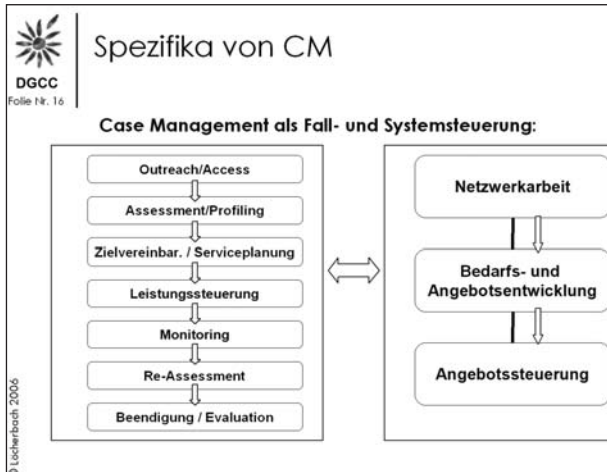 Spezifika von CM
DGCC
Folie Nr. 16
Case Management als Fall- und Systemsteuerung:
Outreach/Access
Assessment/Profiling
Zielvereinbar. / Serviceplanung
Leistungssteuerung
Monitoring
Re-Assessment
Beendigung / Evaluation
Netzwerkarbeit
Bedarfs- und
Angebotsentwicklung
Angebotssteuerung
© Löcherbach 2006